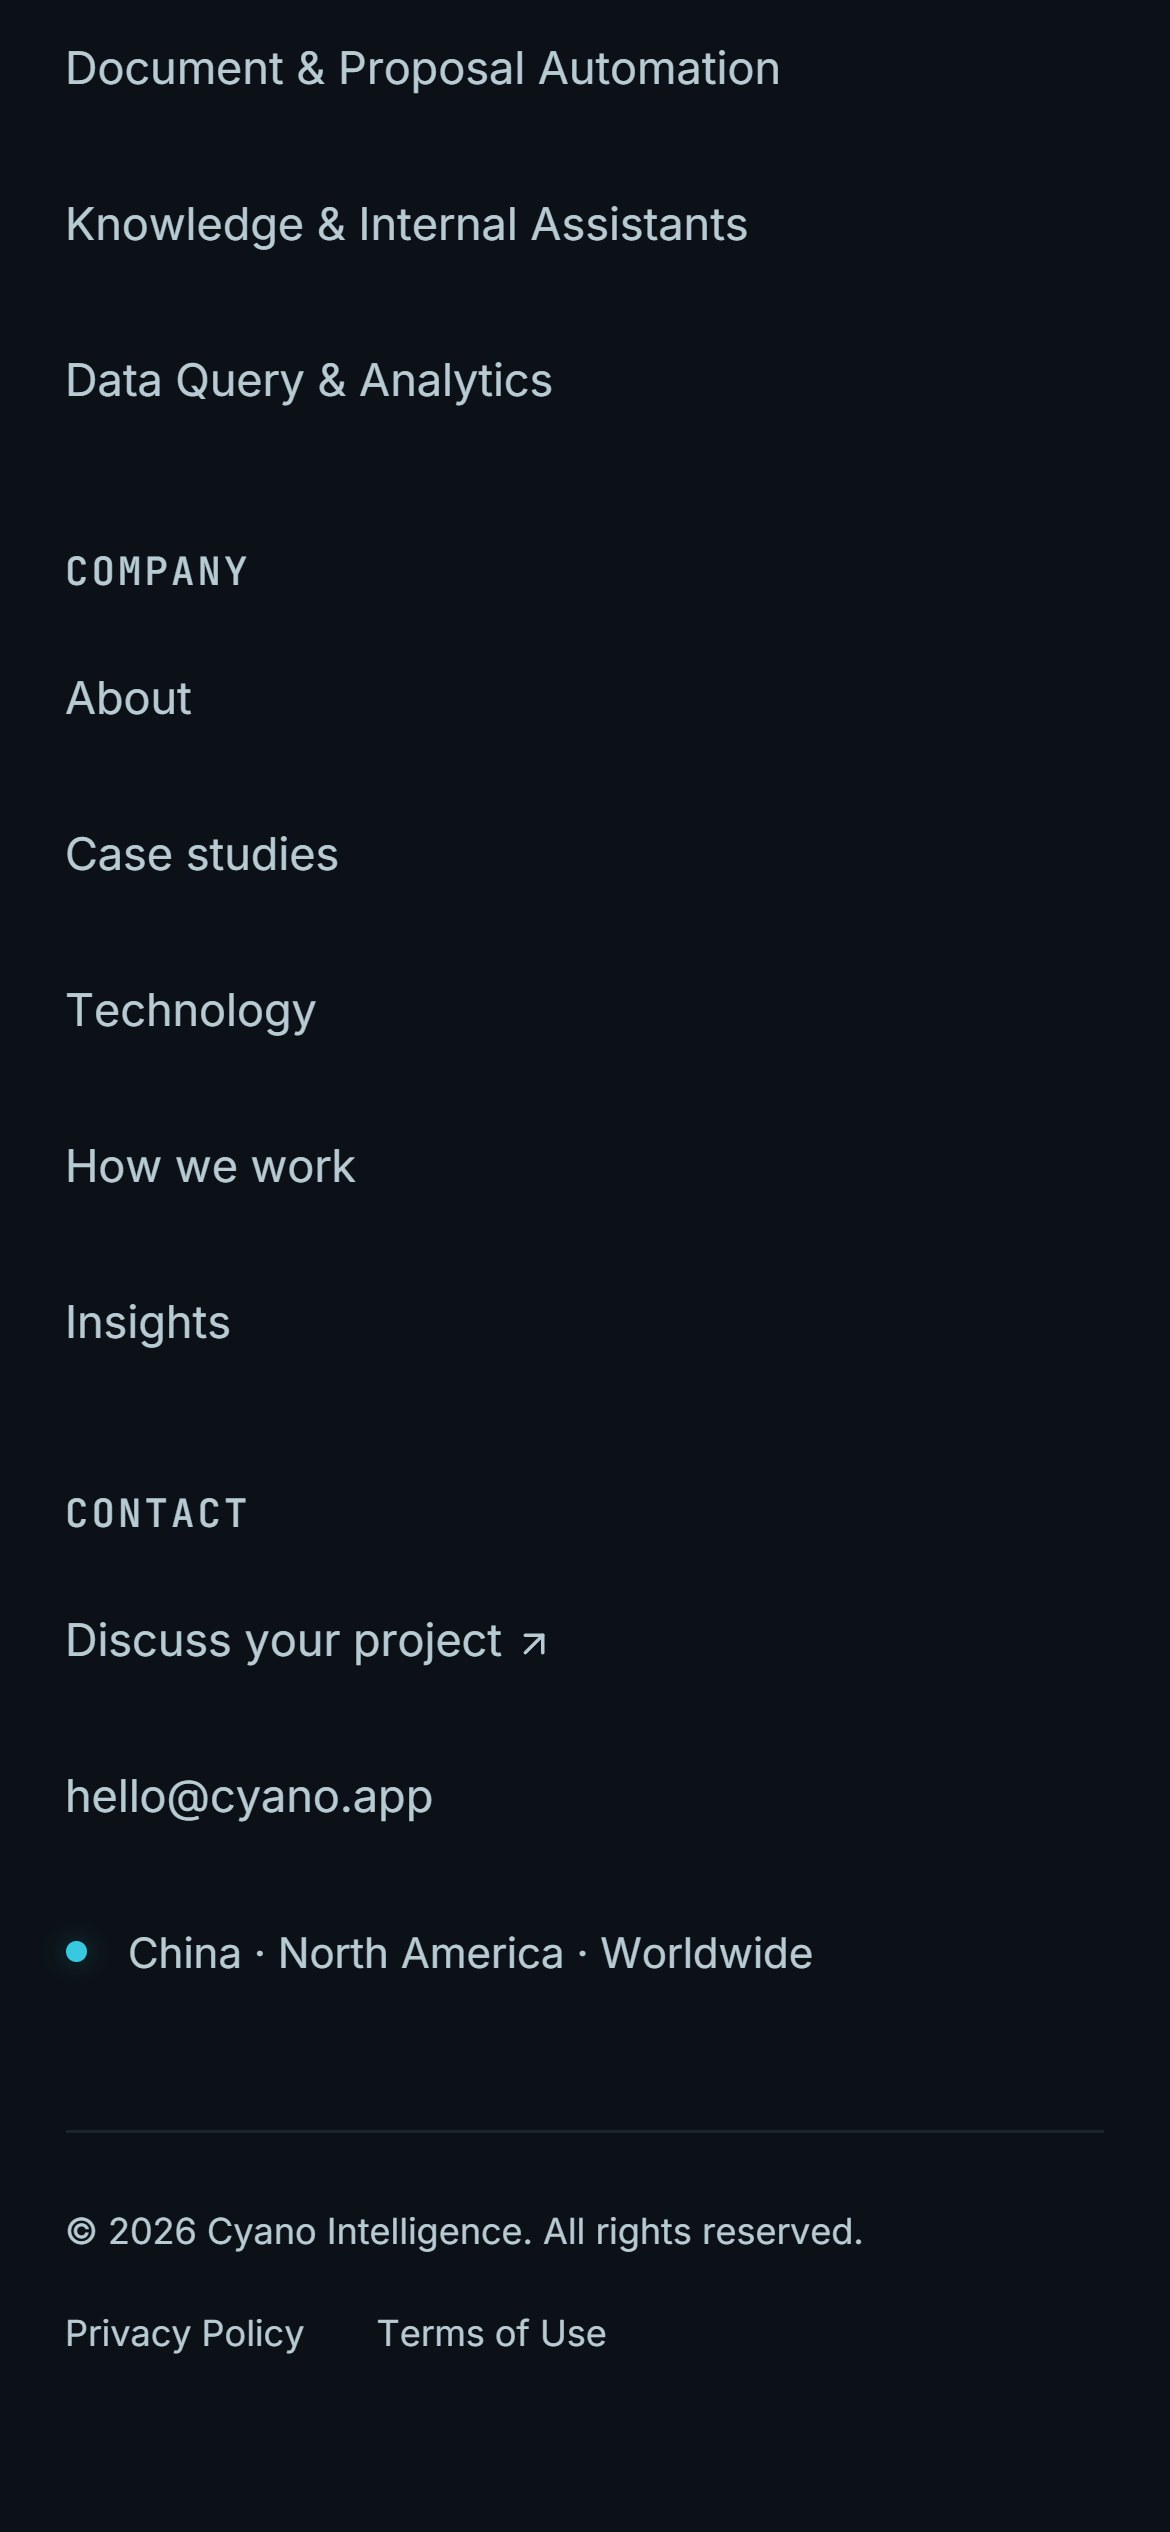 Document & Proposal Automation
Knowledge & Internal Assistants
Data Query & Analytics
COMPANY
About
Case studies
Technology
How we work
Insights
CONTACT
Discuss your project ↗
hello@cyano.app
China · North America · Worldwide
© 2026 Cyano Intelligence. All rights reserved.
Privacy Policy Terms of Use